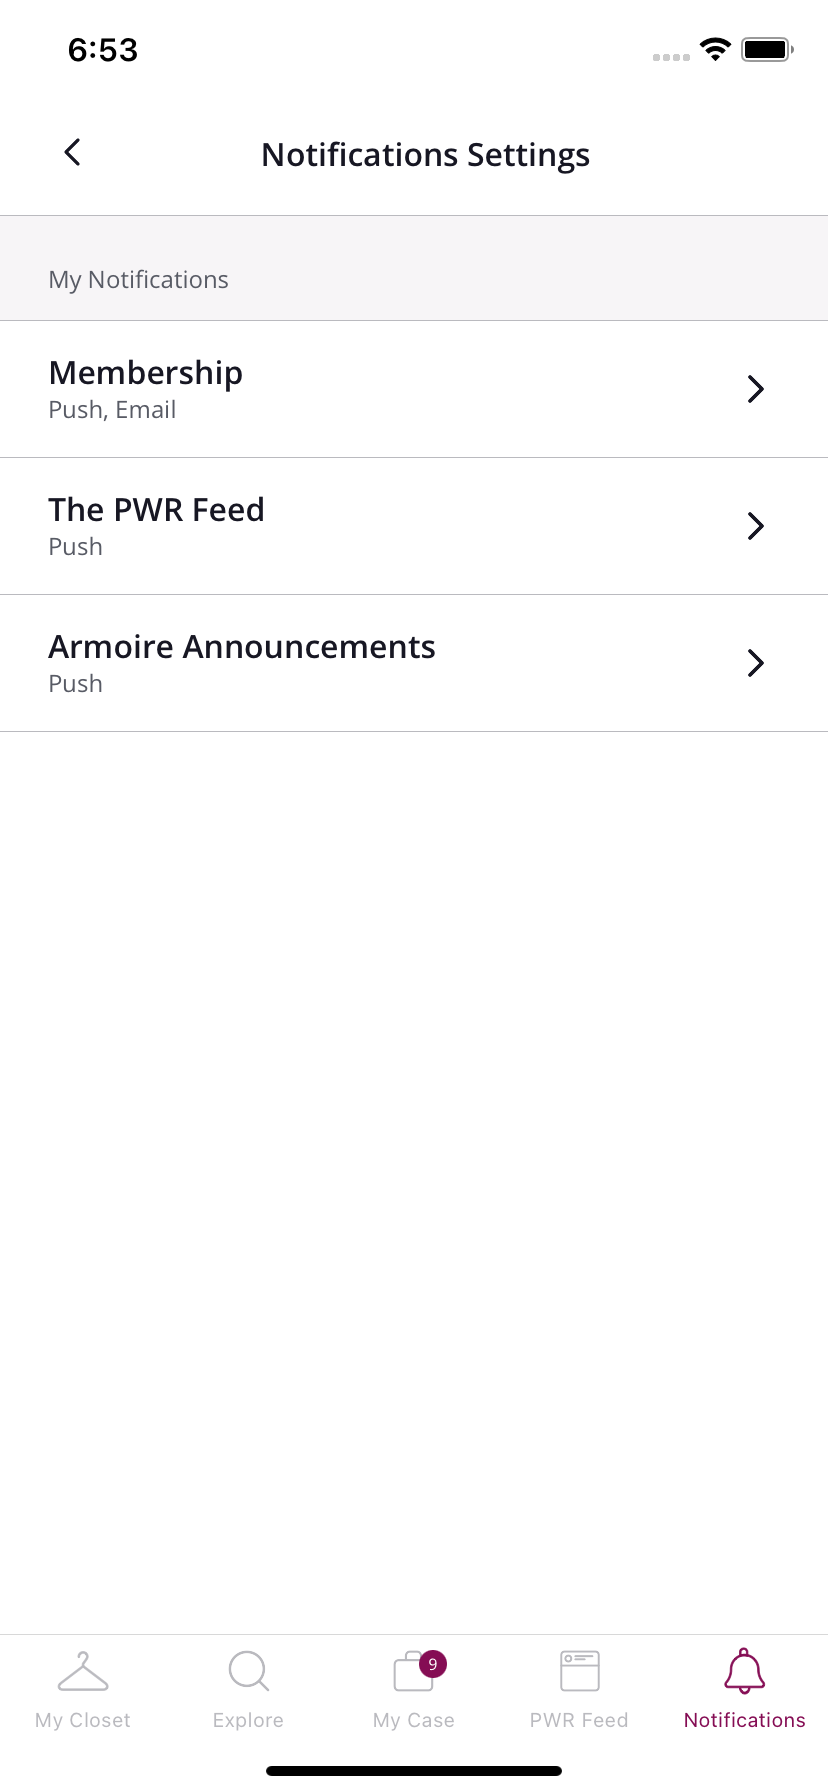 6:53
Notifications Settings
My Notifications
Membership
Push, Email
The PWR Feed
Push
Armoire Announcements
Push
9
My Closet
Explore
My Case
PWR Feed
Notifications